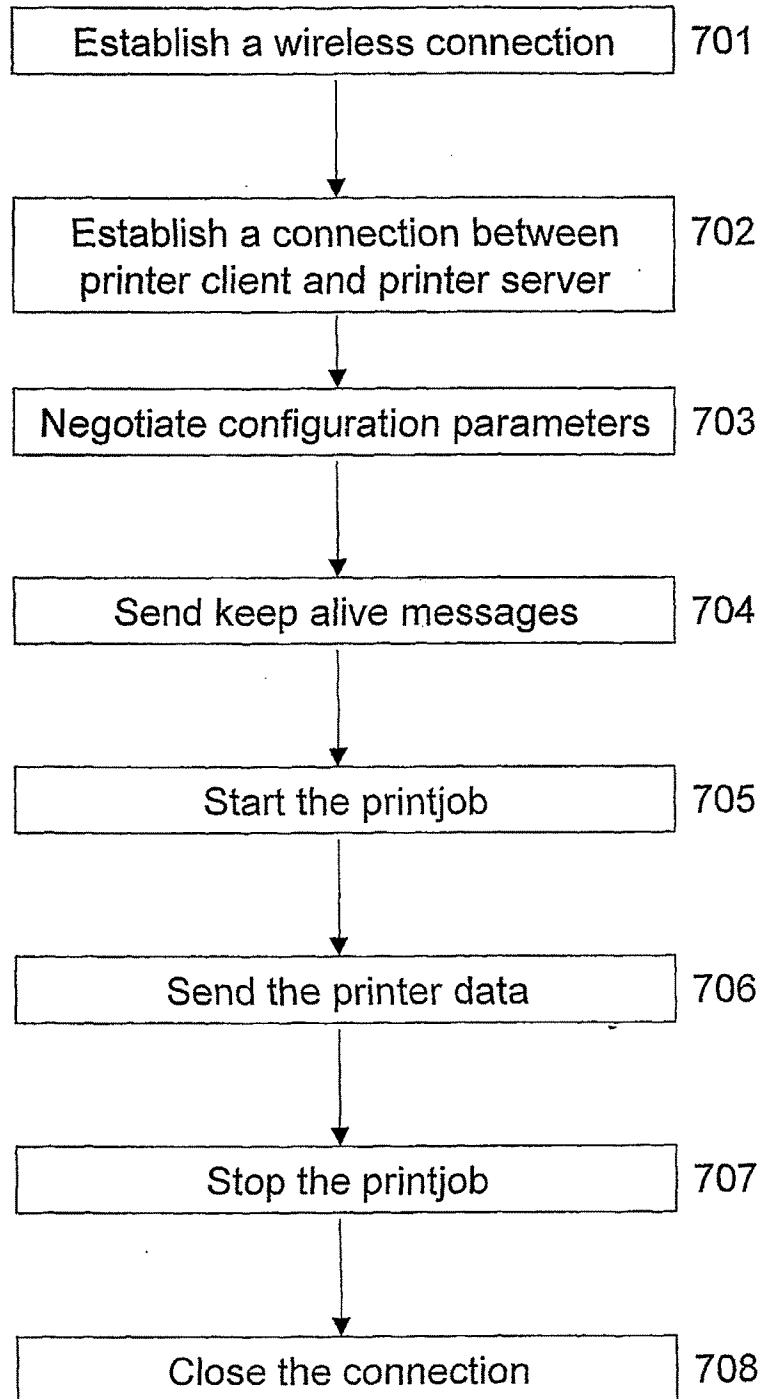 Establish a wireless connection 701
Establish a connection between 702
printer client and printer server
Negotiate configuration parameters 703
Send keep alive messages 704
Start the printjob 705
Send the printer data 706
Stop the printjob 707
Close the connection 708